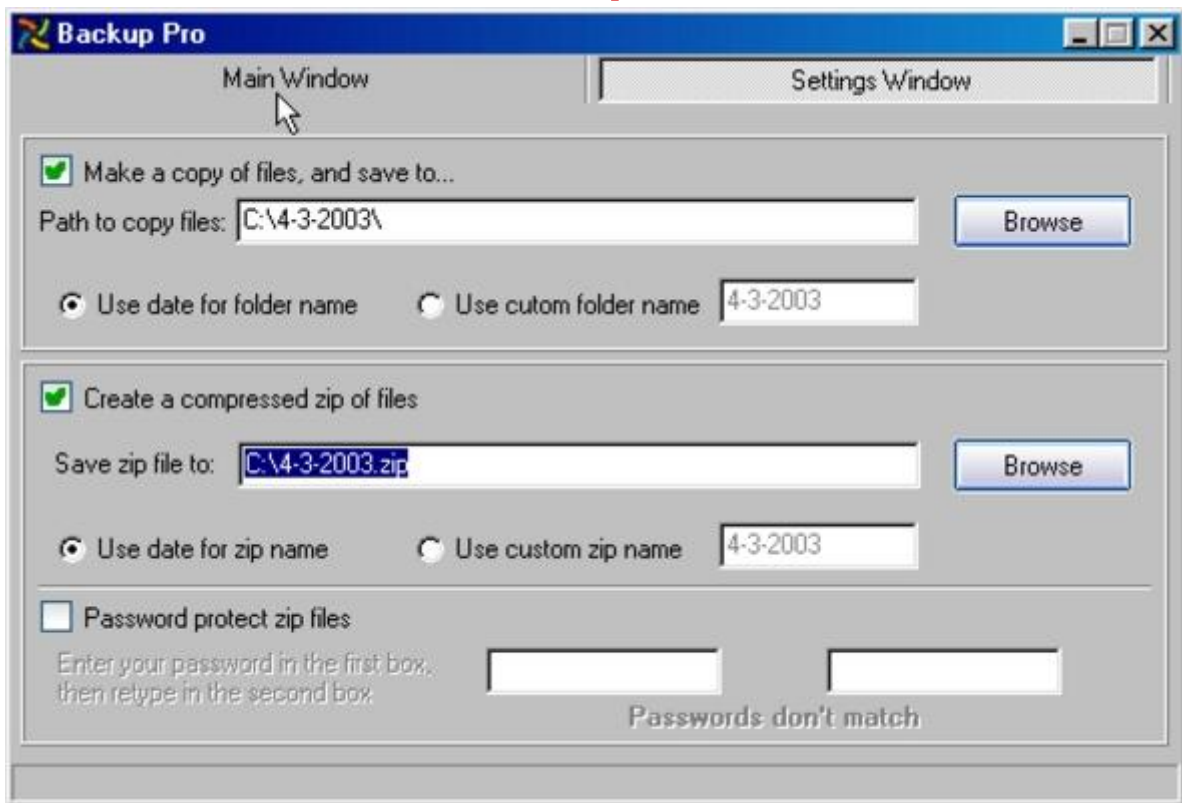 Backup Pro
Main Window Settings Window
Make a copy of files, and save to...
Path to copy files: C:\4-3-2003\ Browse
Use date for folder name Use cutom folder name 4-3-2003
Create a compressed zip of files
Save zip file to: C:\4-3-2003.zip Browse
Use date for zip name Use custom zip name 4-3-2003
Password protect zip files
Enter your password in the first box,
then retype in the second box
Passwords don't match